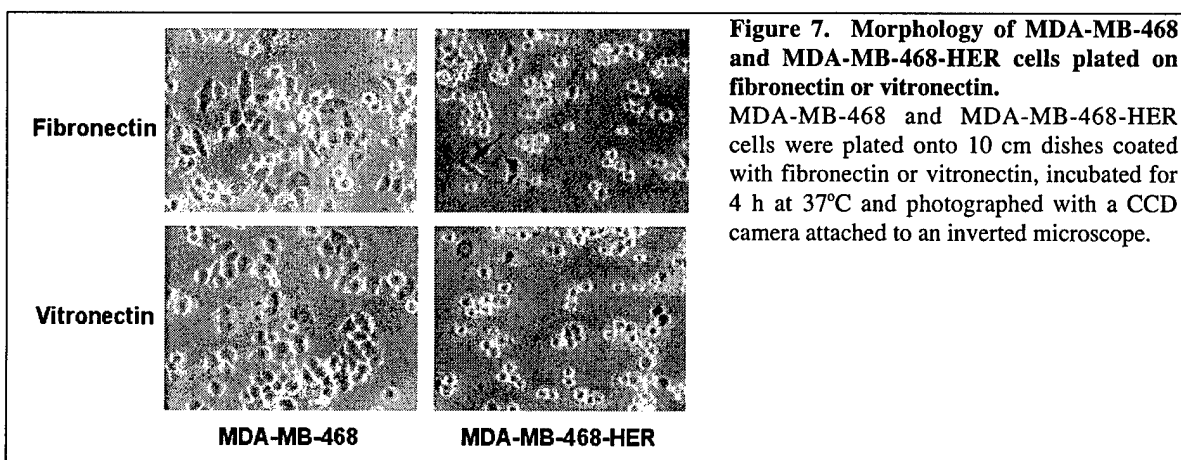 Fibronectin
Vitronectin
MDA-MB-468
MDA-MB-468-HER
Figure 7. Morphology of MDA-MB-468
and MDA-MB-468-HER cells plated on
fibronectin or vitronectin.
MDA-MB-468 and MDA-MB-468-HER
cells were plated onto 10 cm dishes coated
with fibronectin or vitronectin, incubated for
4 h at 37°C and photographed with a CCD
camera attached to an inverted microscope.